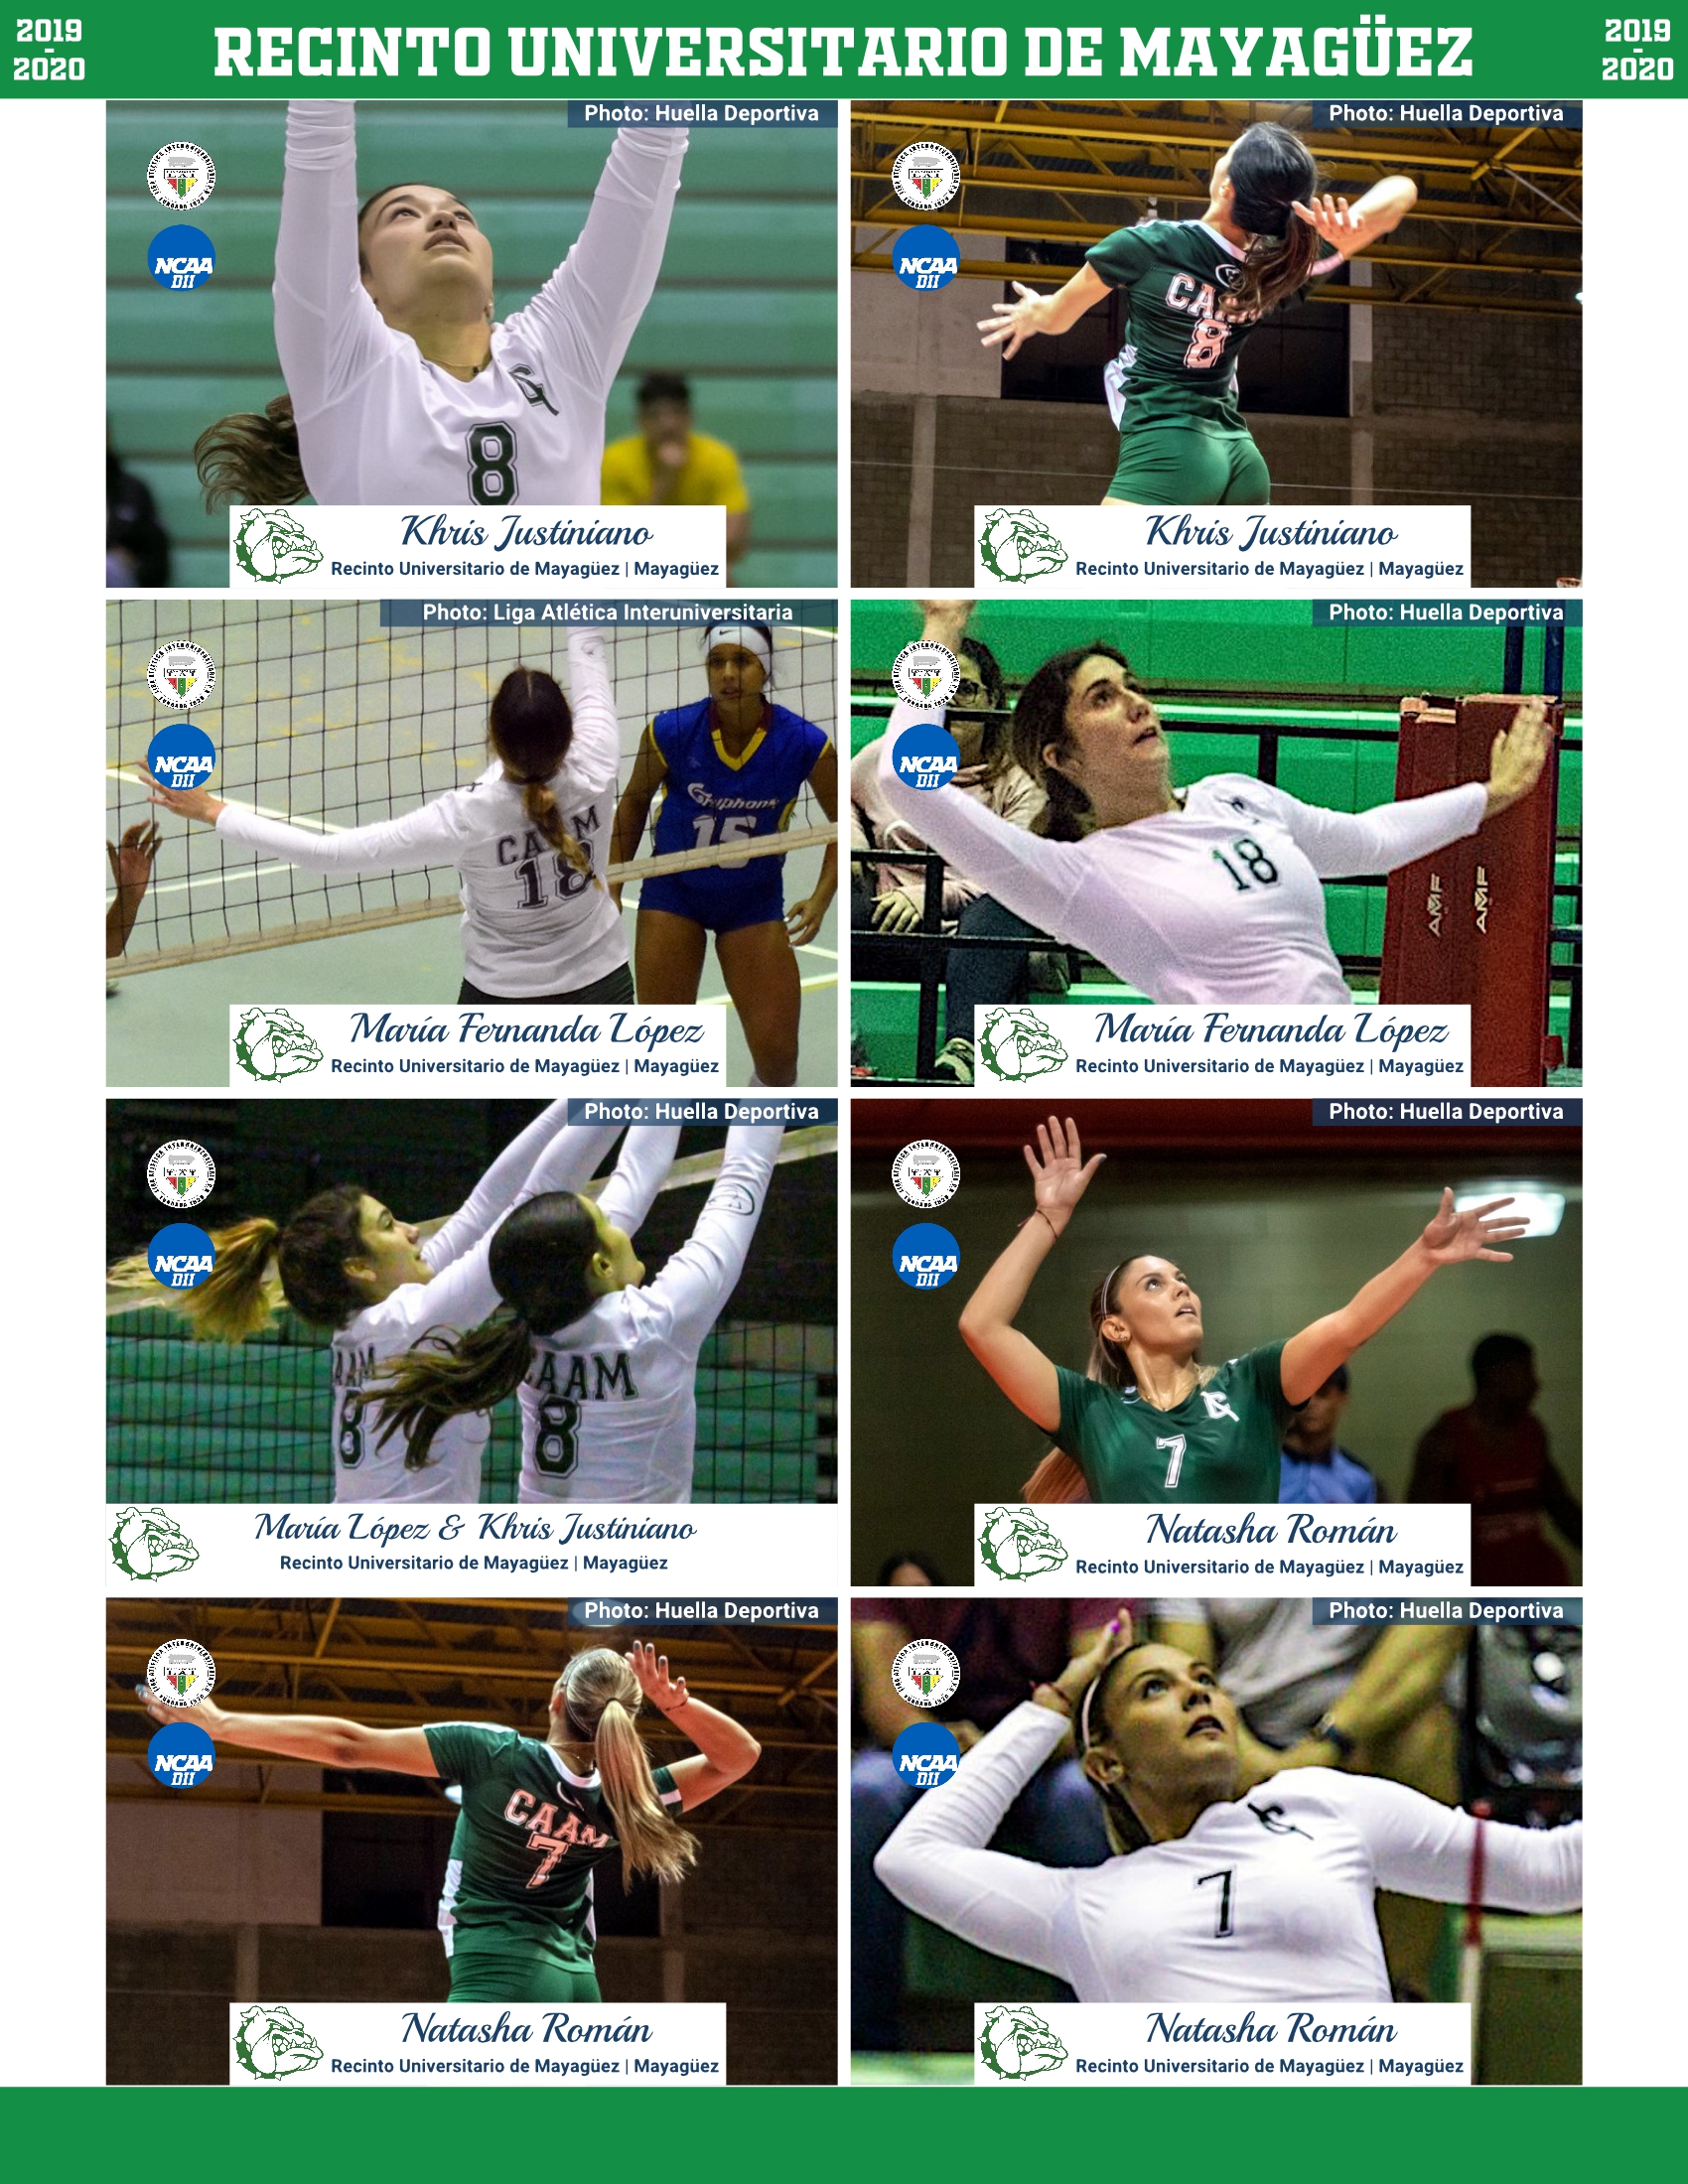 2019
-
2020
RECINTO UNIVERSITARIO DE MAYAGÜEZ
2019
-
2020
Photo: Huella Deportiva
NCAA
DII
8
Khris Justiniano
Recinto Universitario de Mayagüez | Mayagüez
Photo: Huella Deportiva
NCAA
DII
8
Khris Justiniano
Recinto Universitario de Mayagüez | Mayagüez
Photo: Liga Atlética Interuniversitaria
NCAA
DII
Griphons
15
CAAM
18
María Fernanda López
Recinto Universitario de Mayagüez | Mayagüez
Photo: Huella Deportiva
NCAA
DII
18
AMF
AMF
María Fernanda López
Recinto Universitario de Mayagüez | Mayagüez
Photo: Huella Deportiva
NCAA
DII
AAM
8
AAM
8
María López & Khris Justiniano
Recinto Universitario de Mayagüez | Mayagüez
Photo: Huella Deportiva
NCAA
DII
7
Natasha Román
Recinto Universitario de Mayagüez | Mayagüez
Photo: Huella Deportiva
NCAA
DII
CAAM
7
Natasha Román
Recinto Universitario de Mayagüez | Mayagüez
Photo: Huella Deportiva
NCAA
DII
7
Natasha Román
Recinto Universitario de Mayagüez | Mayagüez